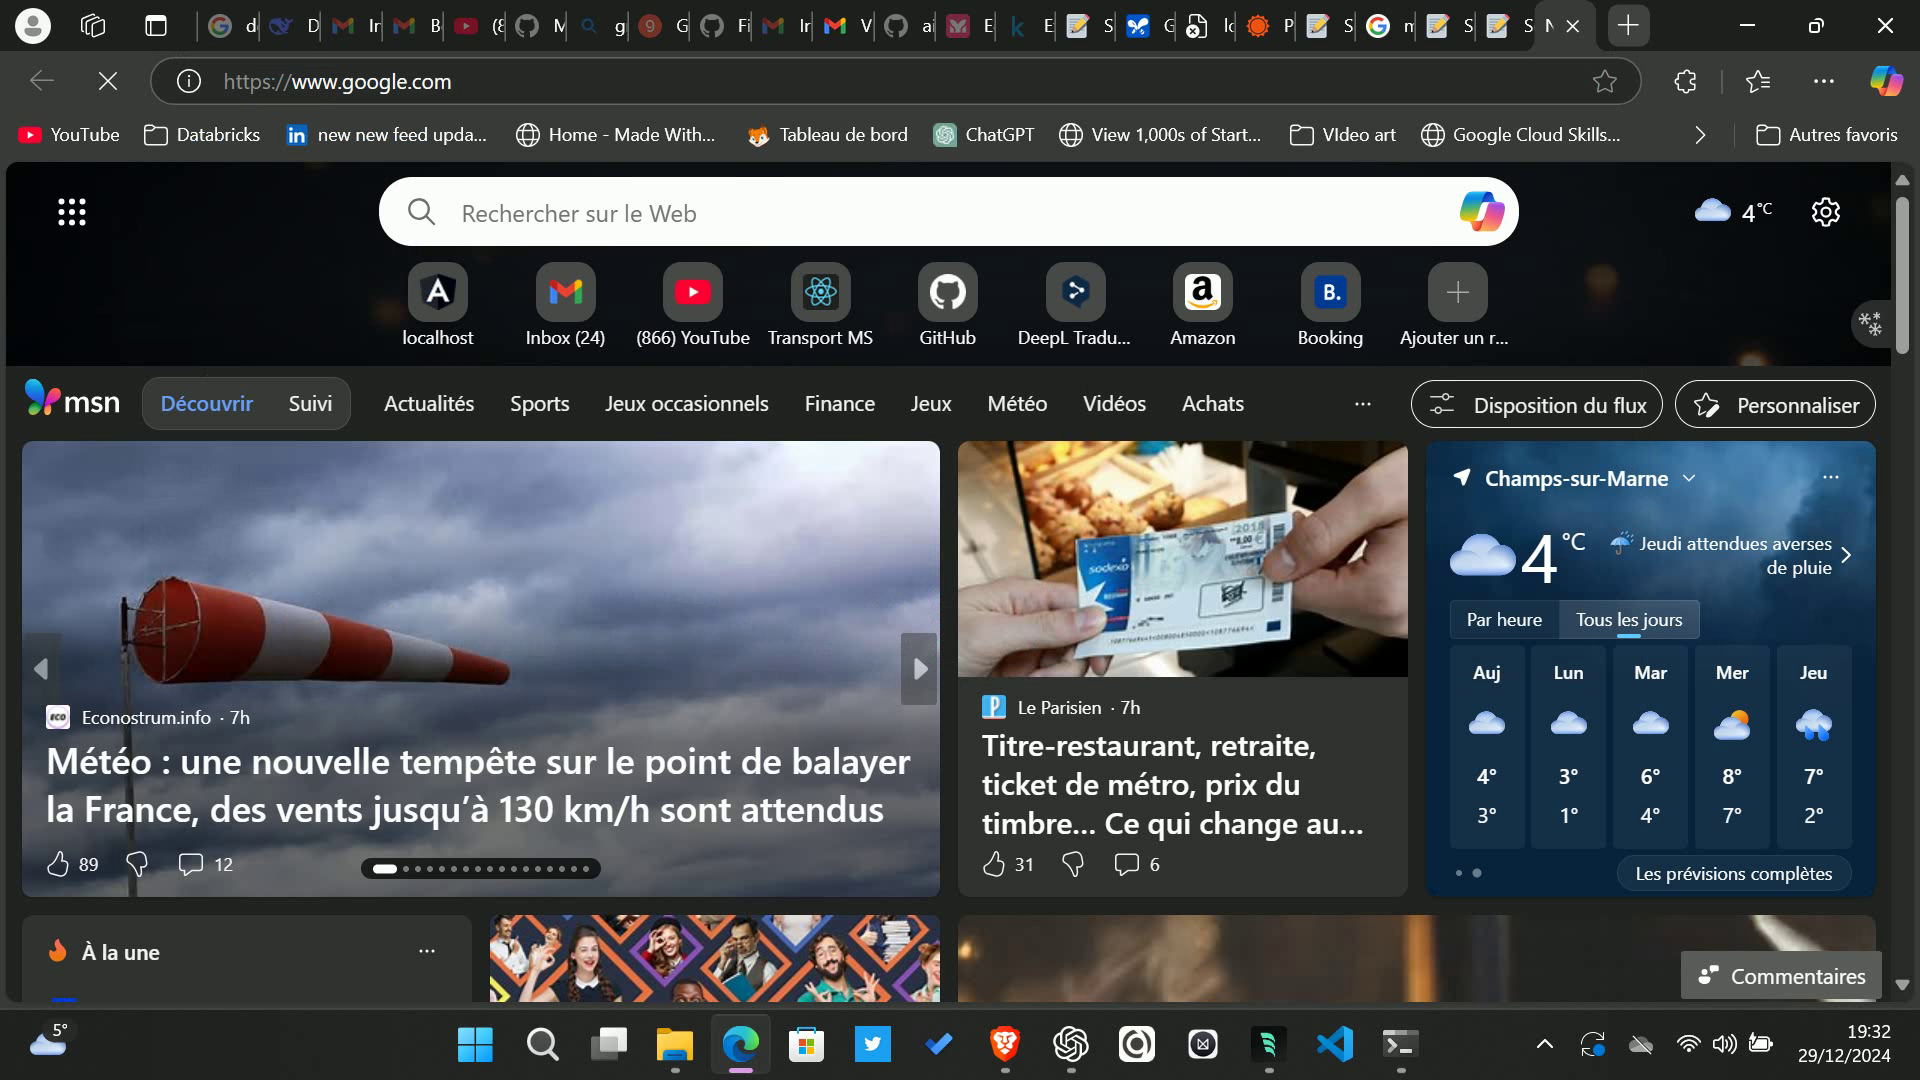 https://www.google.com
YouTube
Databricks
new new feed upda...
Home - Made With...
Tableau de bord
ChatGPT
View 1,000s of Start...
VIdeo art
Google Cloud Skills...
Autres favoris
Rechercher sur le Web
4°C
localhost
Inbox (24)
(866) YouTube
Transport MS
GitHub
DeepL Tradu...
Amazon
Booking
Ajouter un r...
msn
Découvrir
Suivi
Actualités
Sports
Jeux occasionnels
Finance
Jeux
Météo
Vidéos
Achats
Disposition du flux
Personnaliser
ECO
Econostrum.info · 7h
Météo : une nouvelle tempête sur le point de balayer
la France, des vents jusqu'à 130 km/h sont attendus
89
12
sodexo
2018
Le Parisien · 7h
Titre-restaurant, retraite,
ticket de métro, prix du
timbre… Ce qui change au...
31
6
Champs-sur-Marne
4 °C
Jeudi attendues averses
de pluie
Par heure
Tous les jours
Auj
Lun
Mar
Mer
Jeu
4°
3°
6°
8°
7°
3°
1°
4°
7°
2°
Les prévisions complètes
À la une
Commentaires
5°
19:32
29/12/2024